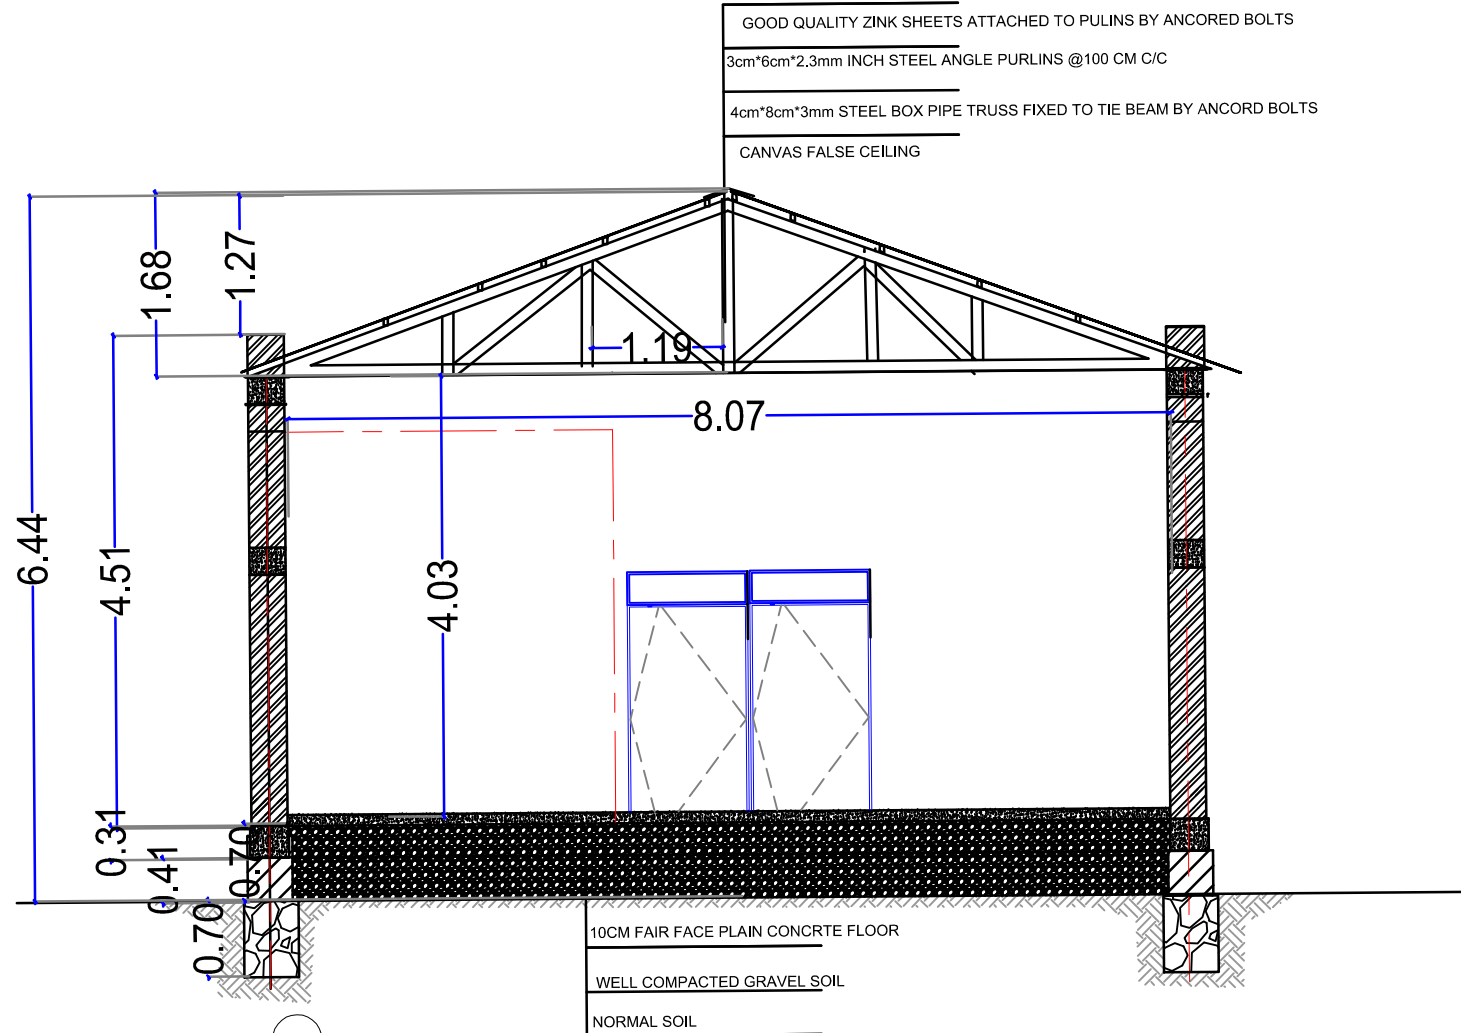 GOOD QUALITY ZINK SHEETS ATTACHED TO PULINS BY ANCORED BOLTS
3cm*6cm*2.3mm INCH STEEL ANGLE PURLINS @100 CM C/C
4cm*8cm*3mm STEEL BOX PIPE TRUSS FIXED TO TIE BEAM BY ANCORD BOLTS
CANVAS FALSE CEILING
1.27
1.68
1.19
8.07
6.44
4.51
4.03
0.31
0.41
0.70
0.70
10CM FAIR FACE PLAIN CONCRTE FLOOR
WELL COMPACTED GRAVEL SOIL
NORMAL SOIL